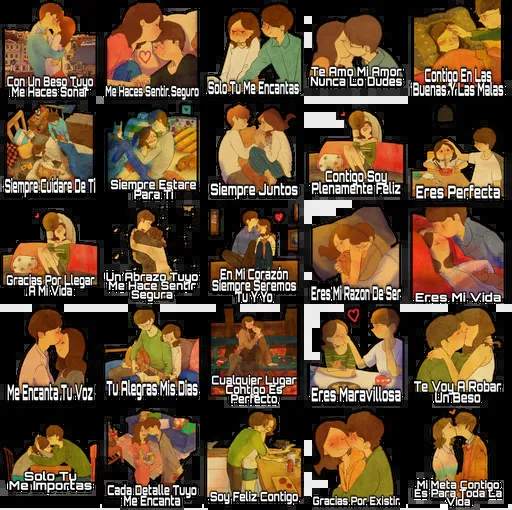 Con Un Beso Tuyo
Me Haces Soñar
Me Haces Sentir Seguro
Solo Tu Me Encantas
Te Amo Mi Amor
Nunca Lo Dudes
Contigo En Las
Buenas Y Las Malas
Siempre Cuidare De Ti
Siempre Estare
Para Ti
Siempre Juntos
Contigo Soy
Plenamente Feliz
Eres Perfecta
Gracias Por Llegar
A Mi Vida
Un Abrazo Tuyo
Me Hace Sentir
Segura
En Mi Corazón
Siempre Seremos
Tu Y Yo
Eres Mi Razon De Ser
Eres Mi Vida
Me Encanta Tu Voz
Tu Alegras Mis Dias
Cualquier Lugar
Contigo Es
Perfecto
Eres Maravillosa
Te Voy A Robar
Un Beso
Solo Tu
Me Importas
Cada Detalle Tuyo
Me Encanta
Soy Feliz Contigo
Gracias Por Existir
Mi Meta Contigo
Es Para Toda La
Vida